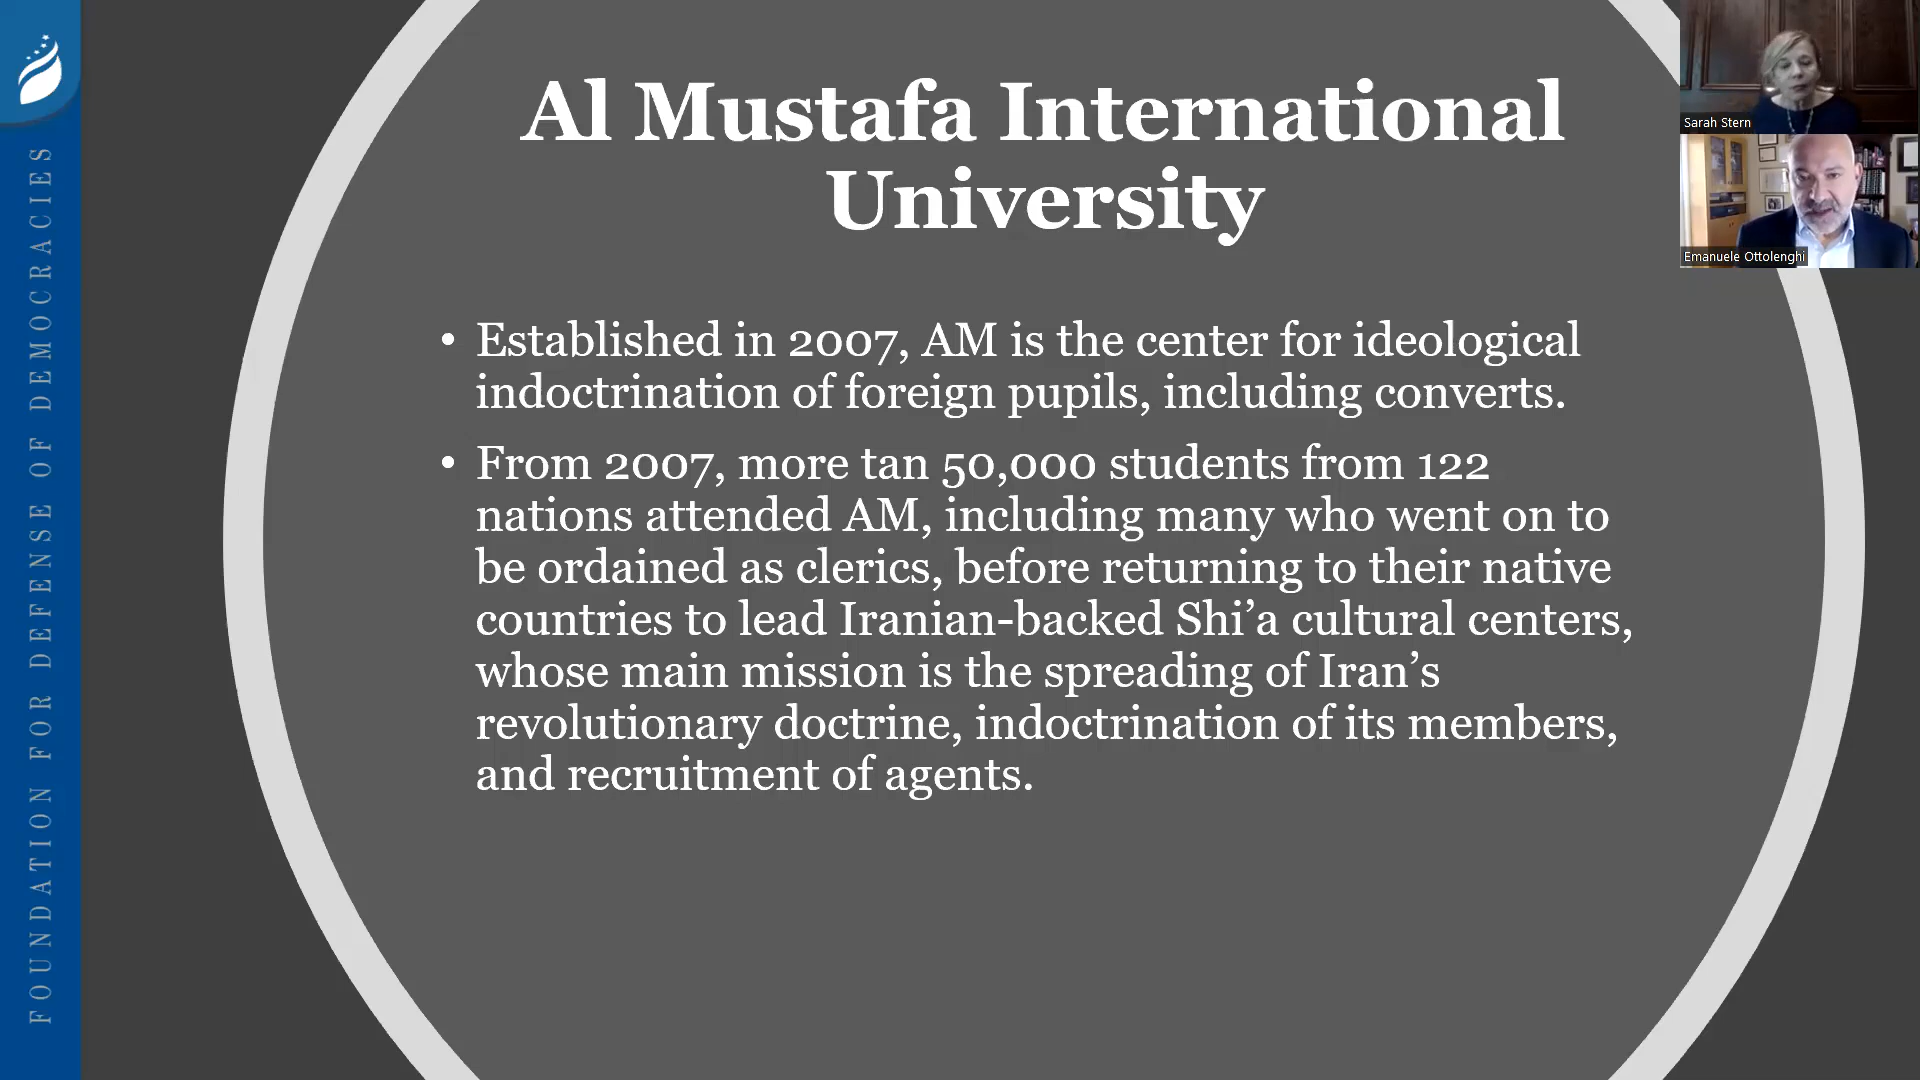 FOUNDATION FOR DEFENSE OF DEMOCRACIES
Al Mustafa International
University
• Established in 2007, AM is the center for ideological
indoctrination of foreign pupils, including converts.
• From 2007, more tan 50,000 students from 122
nations attended AM, including many who went on to
be ordained as clerics, before returning to their native
countries to lead Iranian-backed Shi’a cultural centers,
whose main mission is the spreading of Iran’s
revolutionary doctrine, indoctrination of its members,
and recruitment of agents.
Sarah Stern
Emanuele Ottolenghi